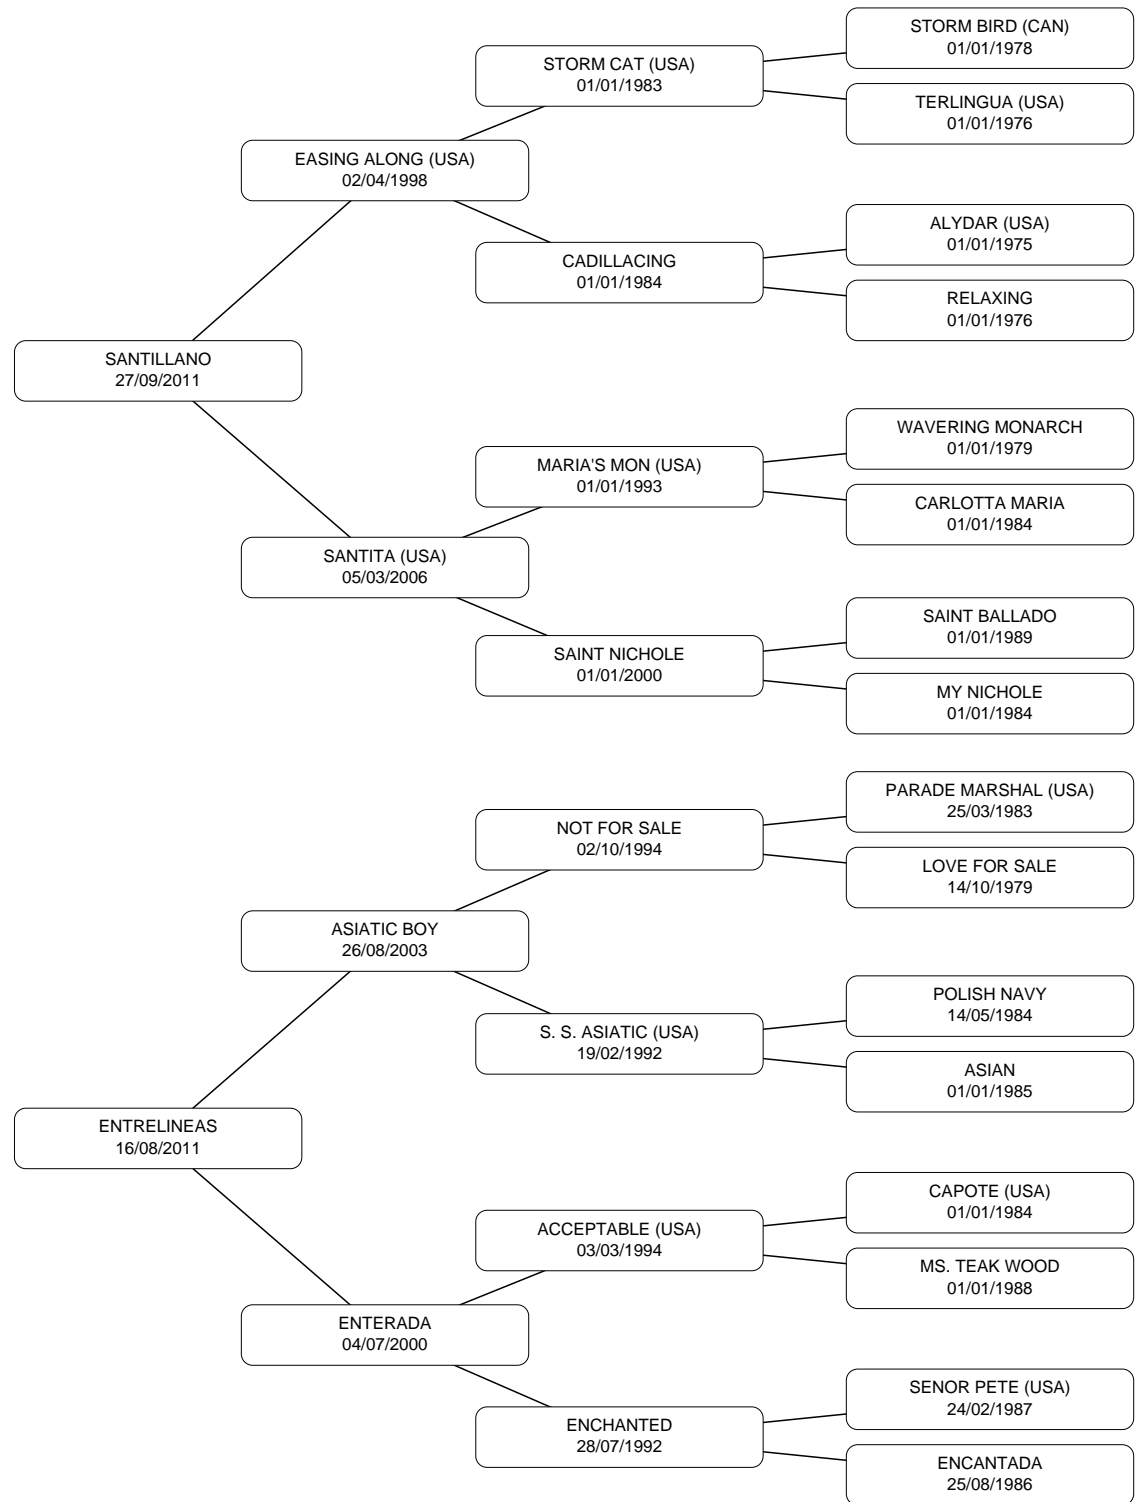 STORM BIRD (CAN)
01/01/1978
STORM CAT (USA)
01/01/1983
TERLINGUA (USA)
01/01/1976
EASING ALONG (USA)
02/04/1998
ALYDAR (USA)
01/01/1975
CADILLACING
01/01/1984
RELAXING
01/01/1976
SANTILLANO
27/09/2011
WAVERING MONARCH
01/01/1979
MARIA'S MON (USA)
01/01/1993
CARLOTTA MARIA
01/01/1984
SANTITA (USA)
05/03/2006
SAINT BALLADO
01/01/1989
SAINT NICHOLE
01/01/2000
MY NICHOLE
01/01/1984
PARADE MARSHAL (USA)
25/03/1983
NOT FOR SALE
02/10/1994
LOVE FOR SALE
14/10/1979
ASIATIC BOY
26/08/2003
POLISH NAVY
14/05/1984
S. S. ASIATIC (USA)
19/02/1992
ASIAN
01/01/1985
ENTRELINEAS
16/08/2011
CAPOTE (USA)
01/01/1984
ACCEPTABLE (USA)
03/03/1994
MS. TEAK WOOD
01/01/1988
ENTERADA
04/07/2000
SENOR PETE (USA)
24/02/1987
ENCHANTED
28/07/1992
ENCANTADA
25/08/1986